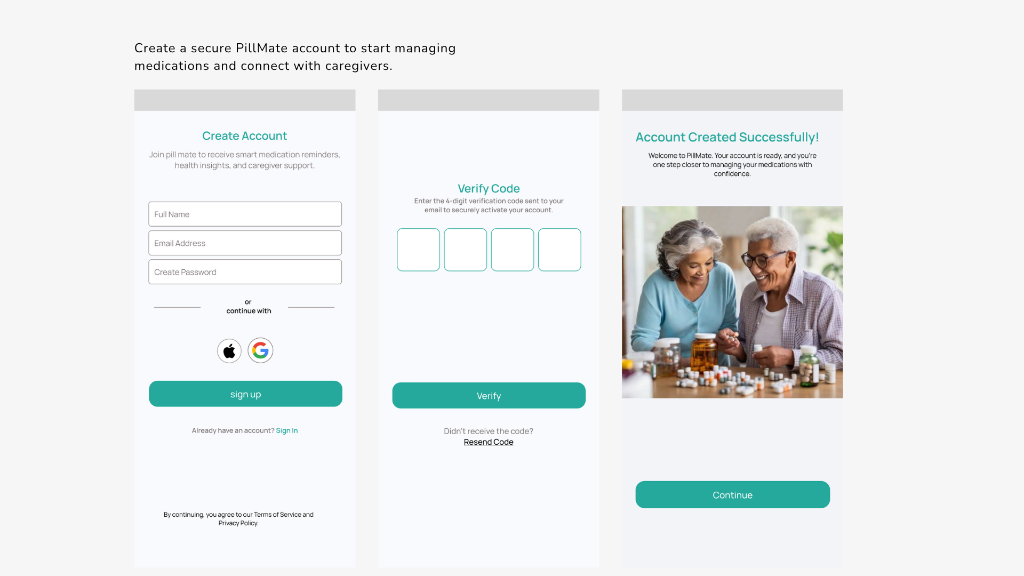 Create a secure PillMate account to start managing
medications and connect with caregivers.
Create Account
Join pill mate to receive smart medication reminders,
health insights, and caregiver support.
Full Name
Email Address
Create Password
or
continue with
sign up
Already have an account? Sign In
By continuing, you agree to our Terms of Service and
Privacy Policy
Verify Code
Enter the 4-digit verification code sent to your
email to securely activate your account.
Verify
Didn't receive the code?
Resend Code
Account Created Successfully!
Welcome to PillMate. Your account is ready, and you're
one step closer to managing your medications with
confidence.
Continue